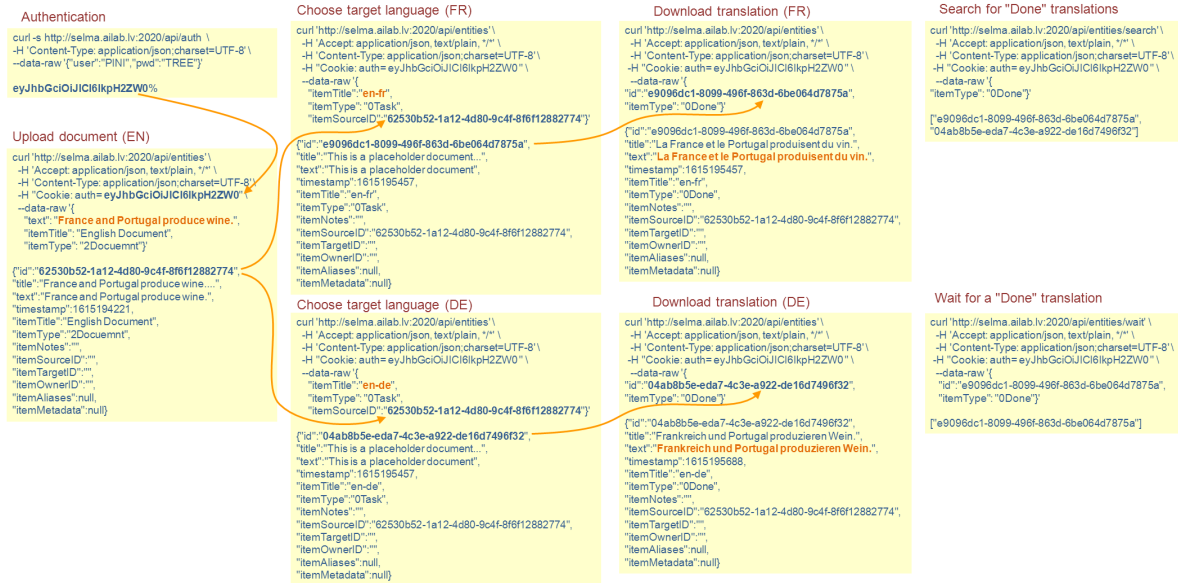 Authentication
curl -s http://selma.ailab.lv:2020/api/auth \
-H 'Content-Type: application/json;charset=UTF-8' \
--data-raw '{"user":"PINI","pwd":"TREE"}'
eyJhbGciOiJlCl6IkpH2ZW0%
Upload document (EN)
curl 'http://selma.ailab.lv:2020/api/entities' \
-H 'Accept: application/json, text/plain, */*' \
-H 'Content-Type: application/json;charset=UTF-8' \
-H "Cookie: auth= eyJhbGciOiJlCl6IkpH2ZW0" \
--data-raw '{
"text": "France and Portugal produce wine.",
"itemTitle": "English Document",
"itemType": "2Docuemnt"}'
{"id":"62530b52-1a12-4d80-9c4f-8f6f12882774",
"title":"France and Portugal produce wine....",
"text":"France and Portugal produce wine.",
"timestamp":1615194221,
"itemTitle":"English Document",
"itemType":"2Docuemnt",
"itemNotes":"",
"itemSourceID":"",
"itemTargetID":"",
"itemOwnerID":"",
"itemAliases":null,
"itemMetadata":null}
Choose target language (FR)
curl 'http://selma.ailab.lv:2020/api/entities' \
-H 'Accept: application/json, text/plain, */*' \
-H 'Content-Type: application/json;charset=UTF-8' \
-H "Cookie: auth= eyJhbGciOiJlCl6IkpH2ZW0" \
--data-raw '{
"itemTitle":"en-fr",
"itemType": "0Task",
"itemSourceID":"62530b52-1a12-4d80-9c4f-8f6f12882774"}'
{"id":"e9096dc1-8099-496f-863d-6be064d7875a",
"title":"This is a placeholder document...",
"text":"This is a placeholder document",
"timestamp":1615195457,
"itemTitle":"en-fr",
"itemType":"0Task",
"itemNotes":"",
"itemSourceID":"62530b52-1a12-4d80-9c4f-8f6f12882774",
"itemTargetID":"",
"itemOwnerID":"",
"itemAliases":null,
"itemMetadata":null}
Choose target language (DE)
curl 'http://selma.ailab.lv:2020/api/entities' \
-H 'Accept: application/json, text/plain, */*' \
-H 'Content-Type: application/json;charset=UTF-8' \
-H "Cookie: auth= eyJhbGciOiJlCl6IkpH2ZW0" \
--data-raw '{
"itemTitle":"en-de",
"itemType": "0Task",
"itemSourceID":"62530b52-1a12-4d80-9c4f-8f6f12882774"}'
{"id":"04ab8b5e-eda7-4c3e-a922-de16d7496f32",
"title":"This is a placeholder document...",
"text":"This is a placeholder document",
"timestamp":1615195457,
"itemTitle":"en-de",
"itemType":"0Task",
"itemNotes":"",
"itemSourceID":"62530b52-1a12-4d80-9c4f-8f6f12882774",
"itemTargetID":"",
"itemOwnerID":"",
"itemAliases":null,
"itemMetadata":null}
Download translation (FR)
curl 'http://selma.ailab.lv:2020/api/entities' \
-H 'Accept: application/json, text/plain, */*' \
-H 'Content-Type: application/json;charset=UTF-8' \
-H "Cookie: auth= eyJhbGciOiJlCl6IkpH2ZW0" \
--data-raw '{
"id":"e9096dc1-8099-496f-863d-6be064d7875a",
"itemType": "0Done"}'
{"id":"e9096dc1-8099-496f-863d-6be064d7875a",
"title":"La France et le Portugal produisent du vin.",
"text":"La France et le Portugal produisent du vin.",
"timestamp":1615195457,
"itemTitle":"en-fr",
"itemType":"0Done",
"itemNotes":"",
"itemSourceID":"62530b52-1a12-4d80-9c4f-8f6f12882774",
"itemTargetID":"",
"itemOwnerID":"",
"itemAliases":null,
"itemMetadata":null}
Download translation (DE)
curl 'http://selma.ailab.lv:2020/api/entities' \
-H 'Accept: application/json, text/plain, */*' \
-H 'Content-Type: application/json;charset=UTF-8' \
-H "Cookie: auth= eyJhbGciOiJlCl6IkpH2ZW0" \
--data-raw '{
"id":"04ab8b5e-eda7-4c3e-a922-de16d7496f32",
"itemType": "0Done"}'
{"id":"04ab8b5e-eda7-4c3e-a922-de16d7496f32",
"title":"Frankreich und Portugal produzieren Wein.",
"text":"Frankreich und Portugal produzieren Wein.",
"timestamp":1615195688,
"itemTitle":"en-de",
"itemType":"0Done",
"itemNotes":"",
"itemSourceID":"62530b52-1a12-4d80-9c4f-8f6f12882774",
"itemTargetID":"",
"itemOwnerID":"",
"itemAliases":null,
"itemMetadata":null}
Search for "Done" translations
curl 'http://selma.ailab.lv:2020/api/entities/search' \
-H 'Accept: application/json, text/plain, */*' \
-H 'Content-Type: application/json;charset=UTF-8' \
-H "Cookie: auth= eyJhbGciOiJlCl6IkpH2ZW0" \
--data-raw '{
"itemType": "0Done"}'
["e9096dc1-8099-496f-863d-6be064d7875a",
"04ab8b5e-eda7-4c3e-a922-de16d7496f32"]
Wait for a "Done" translation
curl 'http://selma.ailab.lv:2020/api/entities/wait' \
-H 'Accept: application/json, text/plain, */*' \
-H 'Content-Type: application/json;charset=UTF-8' \
-H "Cookie: auth= eyJhbGciOiJlCl6IkpH2ZW0" \
--data-raw '{
"id":"e9096dc1-8099-496f-863d-6be064d7875a",
"itemType": "0Done"}'
["e9096dc1-8099-496f-863d-6be064d7875a"]